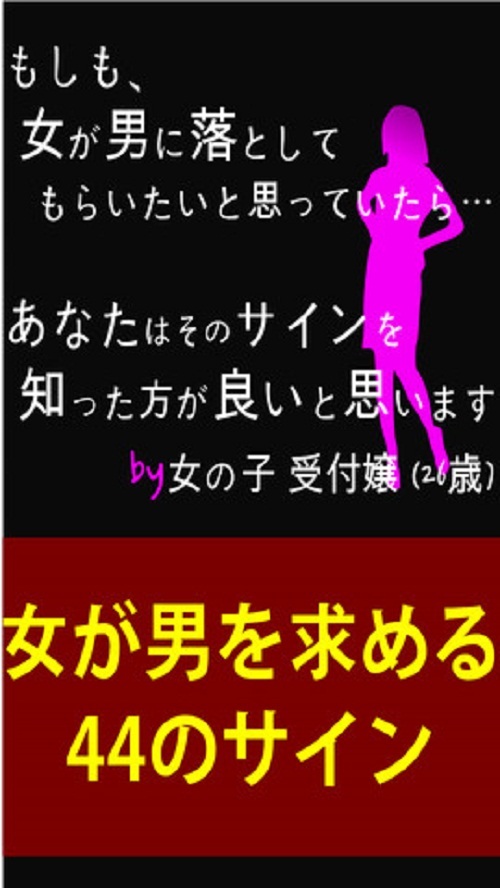 もしも、
女が男に落として
もらいたいと思っていたら…
あなたはそのサインを
知った方が良いと思います
by女の子 受付嬢 (26歳)
女が男を求める
44のサイン